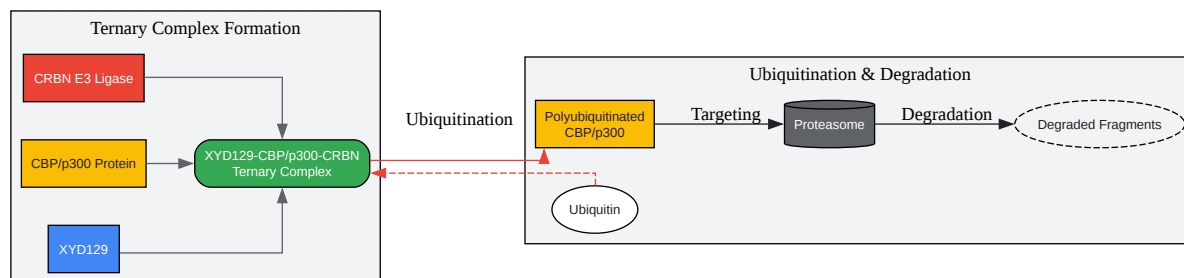 Ternary Complex Formation
CRBN E3 Ligase
CBP/p300 Protein
XYD129
XYD129-CBP/p300-CRBN
Ternary Complex
Ubiquitination
Ubiquitination & Degradation
Polyubiquitinated
CBP/p300
Targeting
Proteasome
Degradation
Degraded Fragments
Ubiquitin